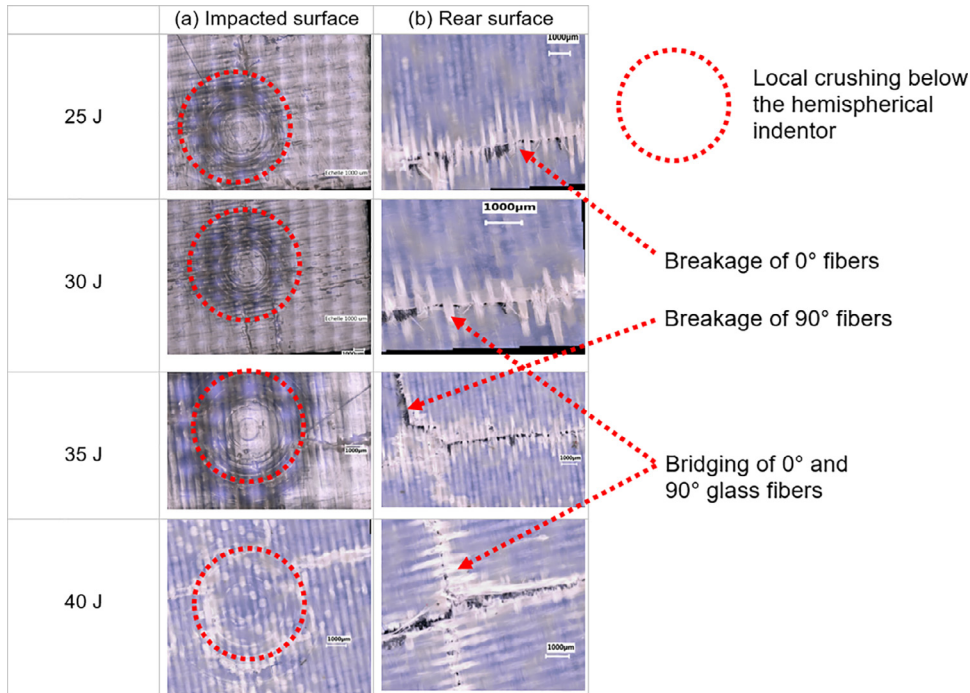 (a) Impacted surface
(b) Rear surface
25 J
Echelle 1000 um
1000µm
Local crushing below
the hemispherical
indentor
30 J
Echelle 1000 um
1000µm
Breakage of 0° fibers
Breakage of 90° fibers
35 J
1000µm
1000µm
Bridging of 0° and
90° glass fibers
40 J
1000µm
1000µm